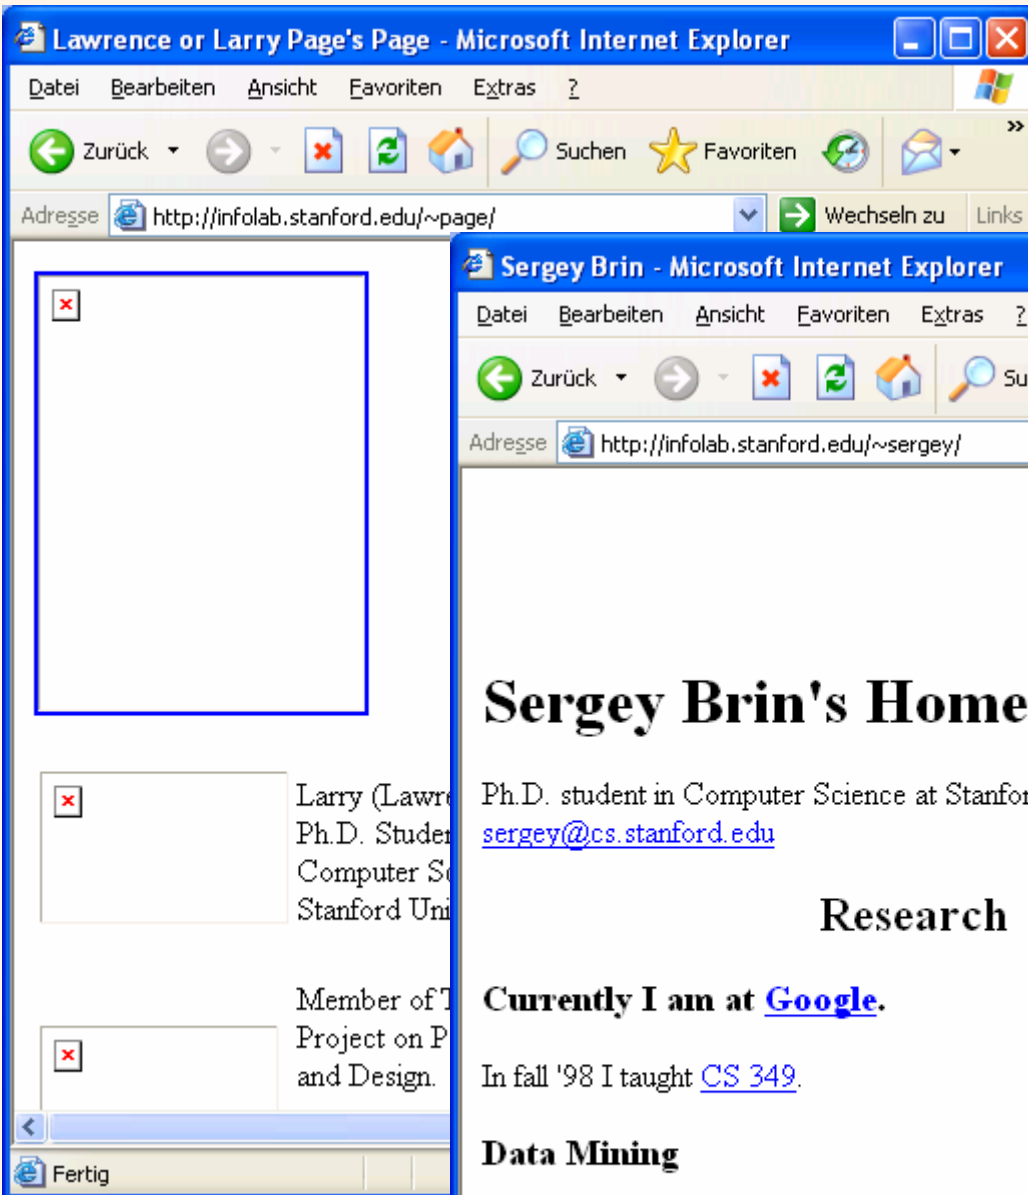 Lawrence or Larry Page's Page - Microsoft Internet Explorer
Datei Bearbeiten Ansicht Favoriten Extras ?
Zurück Suchen Favoriten »
Adresse http://infolab.stanford.edu/~page/ Wechseln zu Links
Larry (Lawre
Ph.D. Studen
Computer Sc
Stanford Uni
Member of T
Project on P
and Design.
Fertig
Sergey Brin - Microsoft Internet Explorer
Datei Bearbeiten Ansicht Favoriten Extras ?
Zurück Su
Adresse http://infolab.stanford.edu/~sergey/
Sergey Brin's Home
Ph.D. student in Computer Science at Stanfor
sergey@cs.stanford.edu
Research
Currently I am at Google.
In fall '98 I taught CS 349.
Data Mining